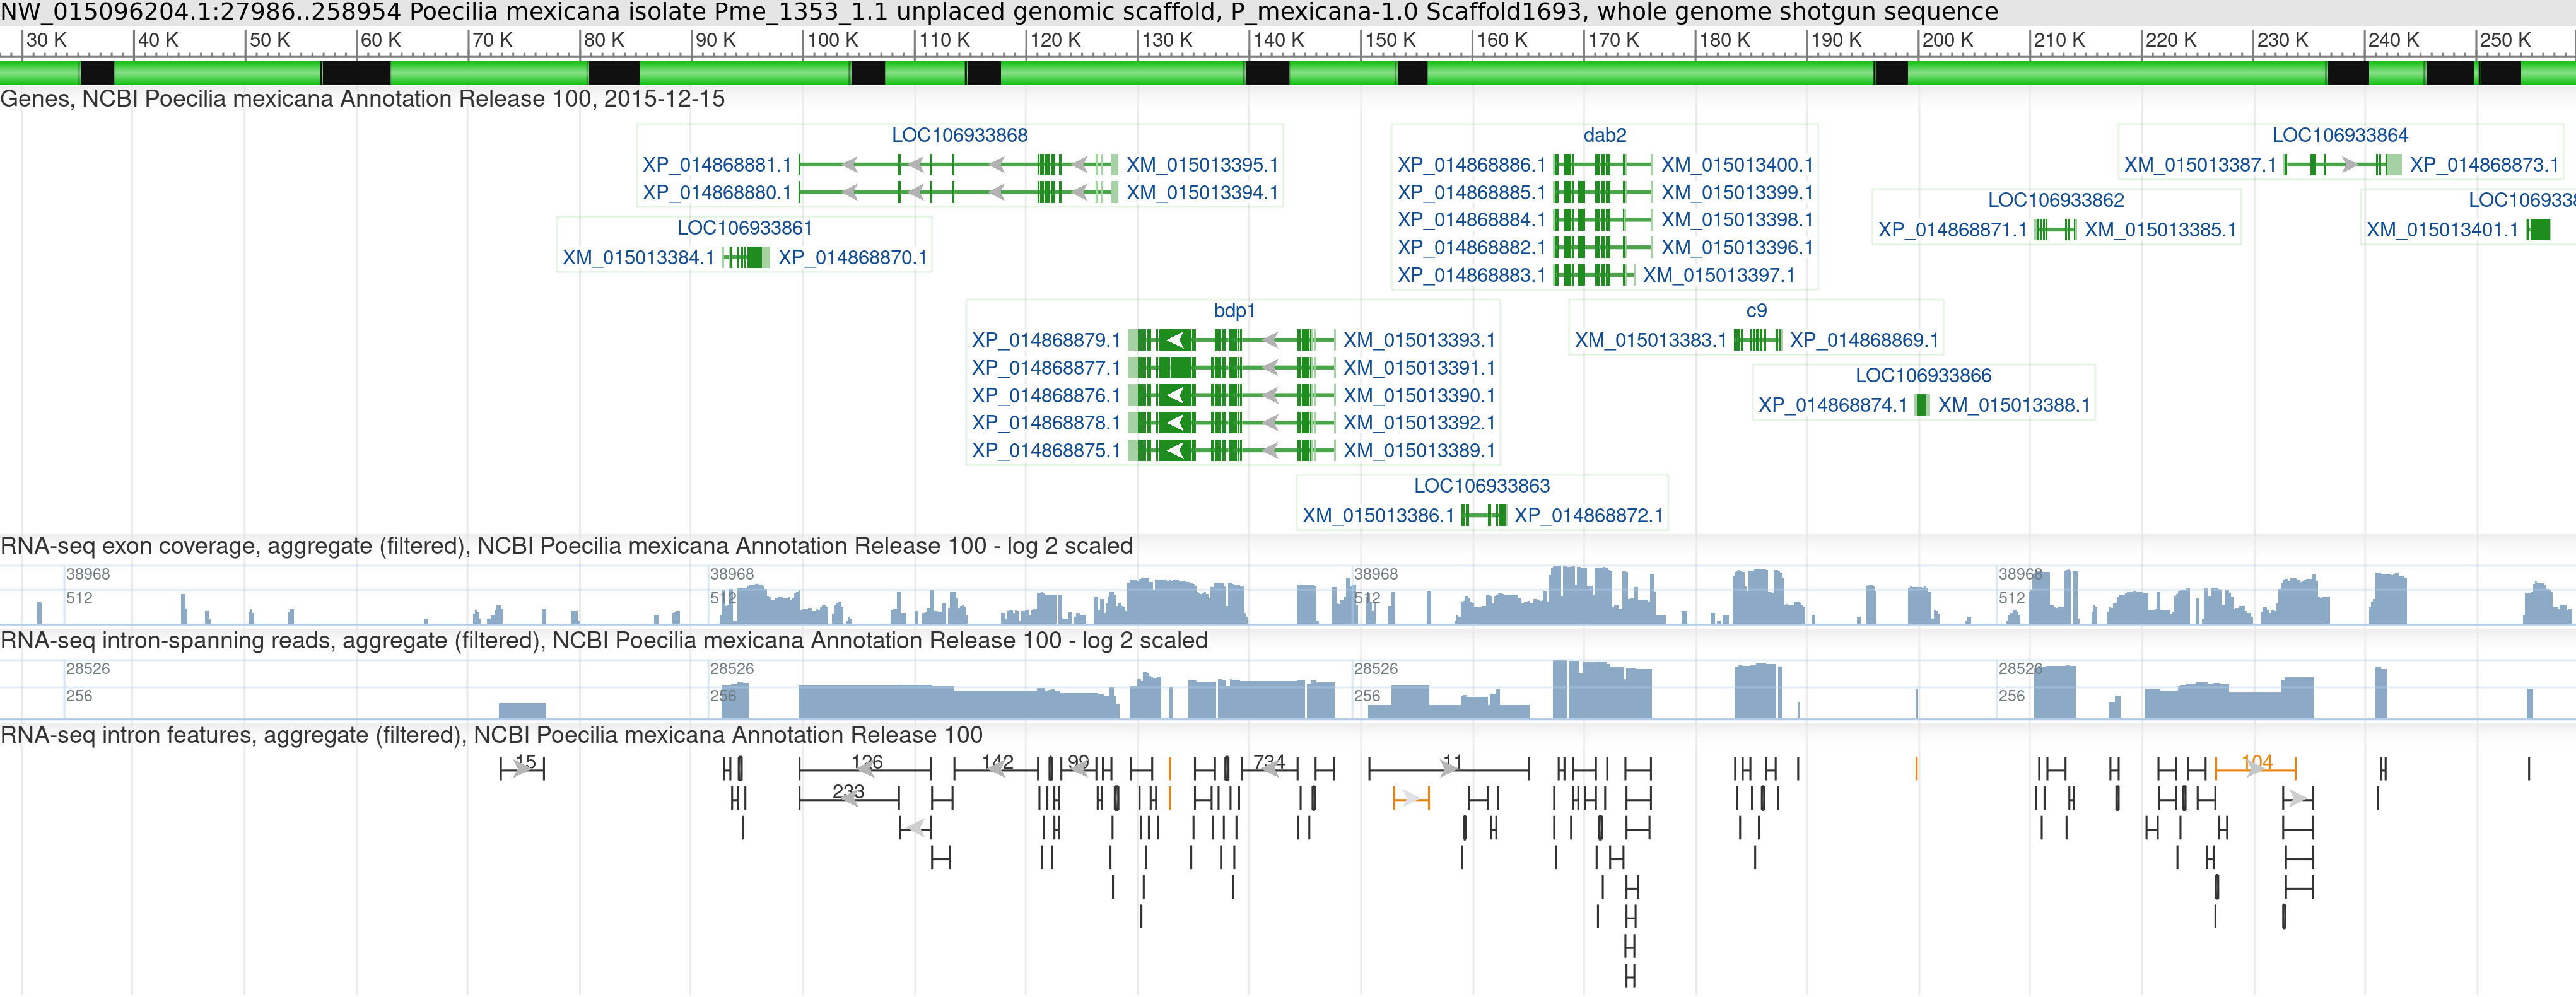 NW_015096204.1:27986..258954 Poecilia mexicana isolate Pme_1353_1.1 unplaced genomic scaffold, P_mexicana-1.0 Scaffold1693, whole genome shotgun sequence
30 K 40 K 50 K 60 K 70 K 80 K 90 K 100 K 110 K 120 K 130 K 140 K 150 K 160 K 170 K 180 K 190 K 200 K 210 K 220 K 230 K 240 K 250 K
Genes, NCBI Poecilia mexicana Annotation Release 100, 2015-12-15
LOC106933868 dab2 LOC106933864
XP_014868881.1 XM_015013395.1 XP_014868886.1 XM_015013400.1 XM_015013387.1 XP_014868873.1
XP_014868880.1 XM_015013394.1 XP_014868885.1 XM_015013399.1 LOC106933862 LOC1069338
XP_014868884.1 XM_015013398.1
LOC106933861 XP_014868871.1 XM_015013385.1 XM_015013401.1
XP_014868882.1 XM_015013396.1
XM_015013384.1 XP_014868870.1
XP_014868883.1 XM_015013397.1
bdp1 c9
XP_014868879.1 XM_015013393.1 XM_015013383.1 XP_014868869.1
XP_014868877.1 XM_015013391.1 LOC106933866
XP_014868876.1 XM_015013390.1 XP_014868874.1 XM_015013388.1
XP_014868878.1 XM_015013392.1
XP_014868875.1 XM_015013389.1
LOC106933863
XM_015013386.1 XP_014868872.1
RNA-seq exon coverage, aggregate (filtered), NCBI Poecilia mexicana Annotation Release 100 - log 2 scaled
38968 38968 38968 38968
512 512 512 512
RNA-seq intron-spanning reads, aggregate (filtered), NCBI Poecilia mexicana Annotation Release 100 - log 2 scaled
28526 28526 28526 28526
256 256 256 256
RNA-seq intron features, aggregate (filtered), NCBI Poecilia mexicana Annotation Release 100
15 126 142 99 734 11 104
233